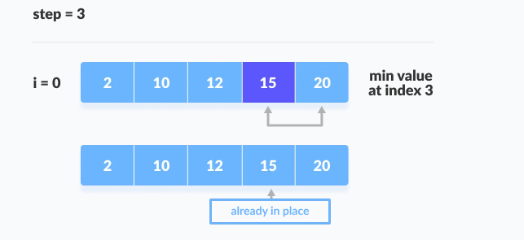 step = 3
i = 0
2 10 12 15 20
min value
at index 3
2 10 12 15 20
already in place